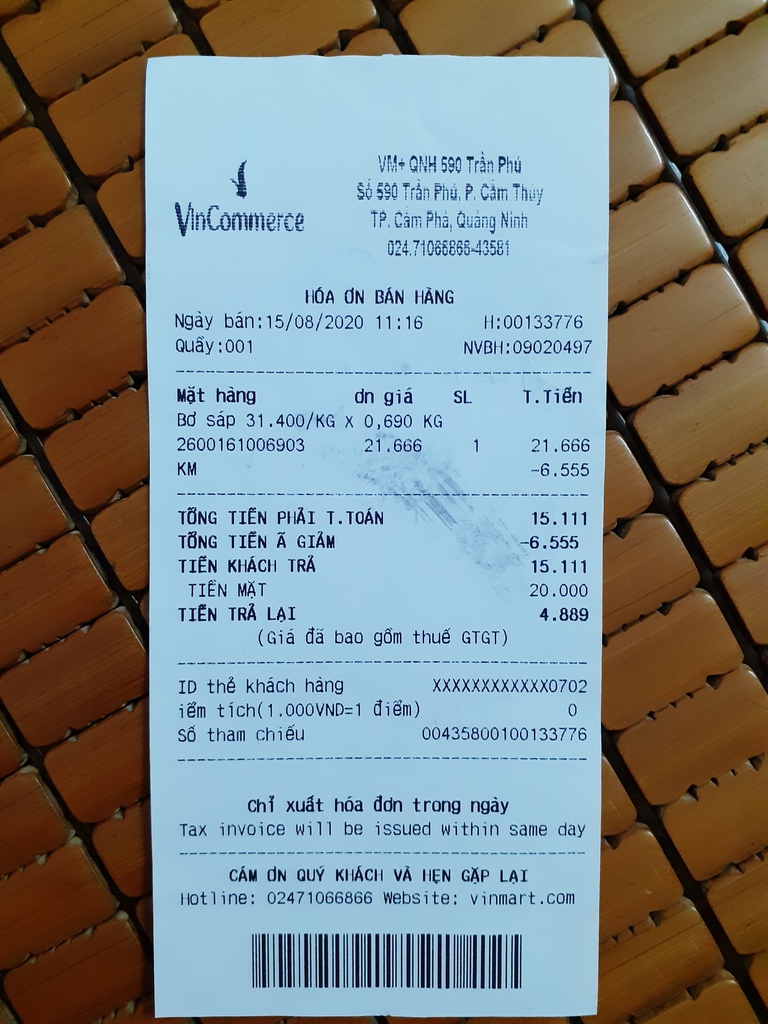 VinCommerce
VM+ QNH 590 Trần Phú
Số 590 Trần Phú, P. Cẩm Thủy
TP. Cẩm Phả, Quảng Ninh
024.71066866-43581
HÓA ƠN BÁN HÀNG
Ngày bán:15/08/2020 11:16 H:00133776
Quầy:001 NVBH:09020497
Mặt hàng ơn giá SL T.Tiền
Bơ sáp 31.400/KG X 0,690 KG
2600161006903 21.666 1 21.666
KM -6.555
TỔNG TIỀN PHẢI T.TOÁN 15.111
TỔNG TIỀN Ã GIẢM -6.555
TIỀN KHÁCH TRẢ 15.111
TIỀN MẶT 20.000
TIỀN TRẢ LẠI 4.889
(Giá đã bao gồm thuế GTGT)
ID thẻ khách hàng XXXXXXXXXXXX0702
iểm tích(1.000VND=1 điểm) 0
Số tham chiếu 00435800100133776
Chỉ xuất hóa đơn trong ngày
Tax invoice will be issued within same day
CẢM ƠN QUÝ KHÁCH VÀ HẸN GẶP LẠI
Hotline: 02471066866 Website: vinmart.com